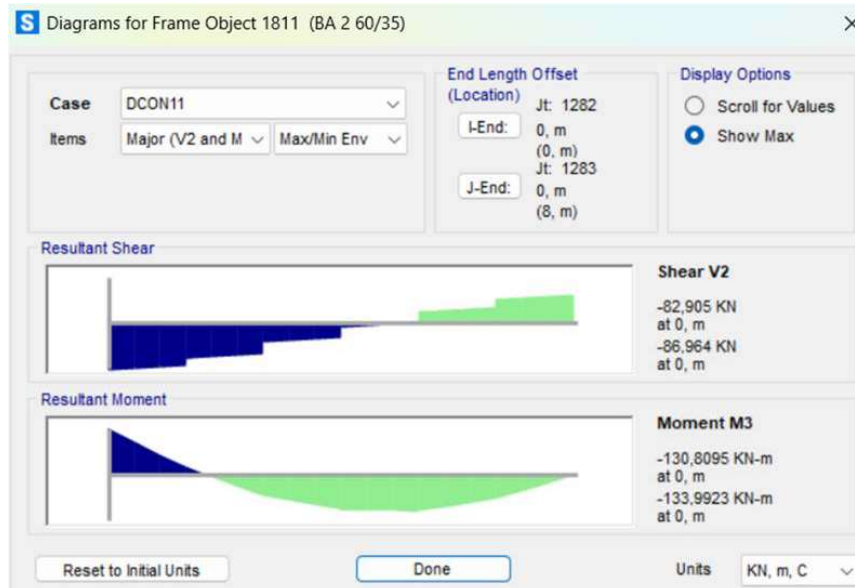 S Diagrams for Frame Object 1811 (BA 2 60/35)
Case DCON11
Items Major (V2 and M Max/Min Env
End Length Offset
(Location)
Jt: 1282
I-End: 0, m
(0, m)
Jt: 1283
J-End: 0, m
(8, m)
Display Options
Scroll for Values
Show Max
Resultant Shear
Shear V2
-82,905 KN
at 0, m
-86,964 KN
at 0, m
Resultant Moment
Moment M3
-130,8095 KN-m
at 0, m
-133,9923 KN-m
at 0, m
Reset to Initial Units Done Units KN, m, C